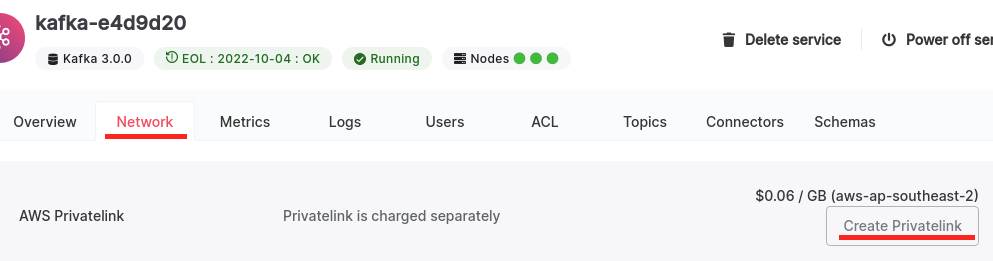 kafka-e4d9d20
Delete service
Power off ser
Kafka 3.0.0
EOL : 2022-10-04 : OK
Running
Nodes
Overview Network Metrics Logs Users ACL Topics Connectors Schemas
$0.06 / GB (aws-ap-southeast-2)
AWS Privatelink
Privatelink is charged separately
Create Privatelink